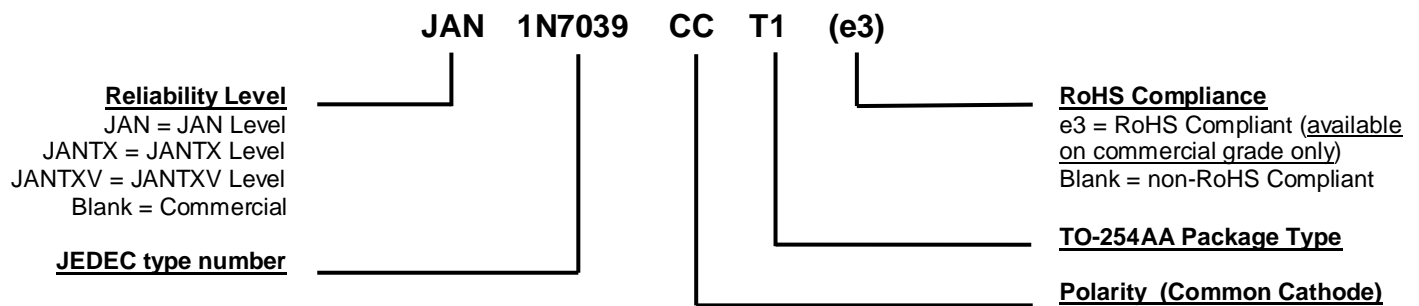 JAN 1N7039 CC T1 (e3)
Reliability Level
JAN = JAN Level
JANTX = JANTX Level
JANTXV = JANTXV Level
Blank = Commercial
JEDEC type number
RoHS Compliance
e3 = RoHS Compliant (available
on commercial grade only)
Blank = non-RoHS Compliant
TO-254AA Package Type
Polarity (Common Cathode)